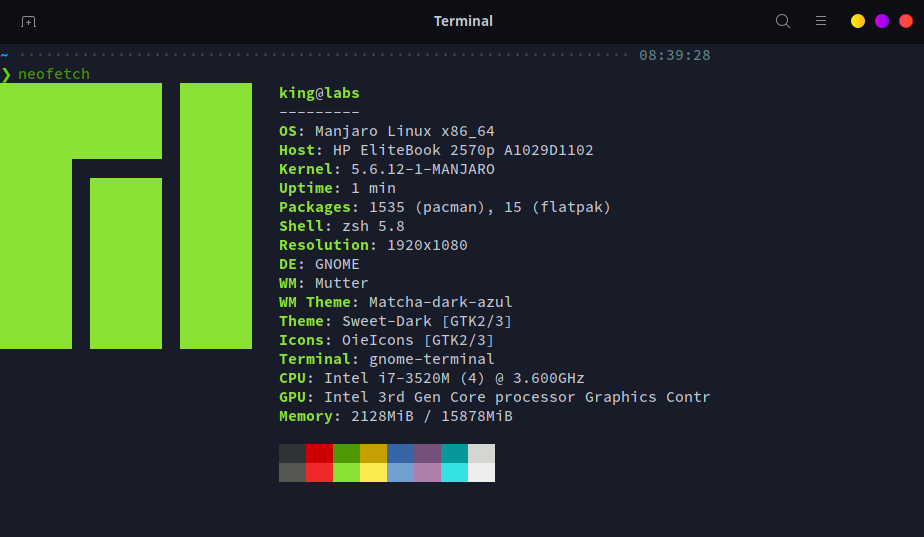 Terminal
~ 08:39:28
❯ neofetch
king@labs
---------
OS: Manjaro Linux x86_64
Host: HP EliteBook 2570p A1029D1102
Kernel: 5.6.12-1-MANJARO
Uptime: 1 min
Packages: 1535 (pacman), 15 (flatpak)
Shell: zsh 5.8
Resolution: 1920x1080
DE: GNOME
WM: Mutter
WM Theme: Matcha-dark-azul
Theme: Sweet-Dark [GTK2/3]
Icons: OieIcons [GTK2/3]
Terminal: gnome-terminal
CPU: Intel i7-3520M (4) @ 3.600GHz
GPU: Intel 3rd Gen Core processor Graphics Contr
Memory: 2128MiB / 15878MiB